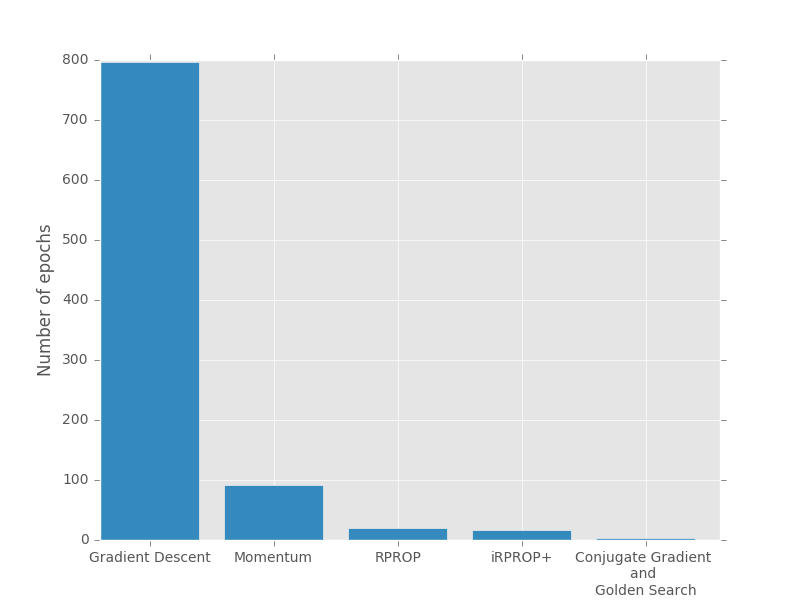 800
700
600
500
400
300
200
100
0
Number of epochs
Gradient Descent
Momentum
RPROP
iRPROP+
Conjugate Gradient
and
Golden Search